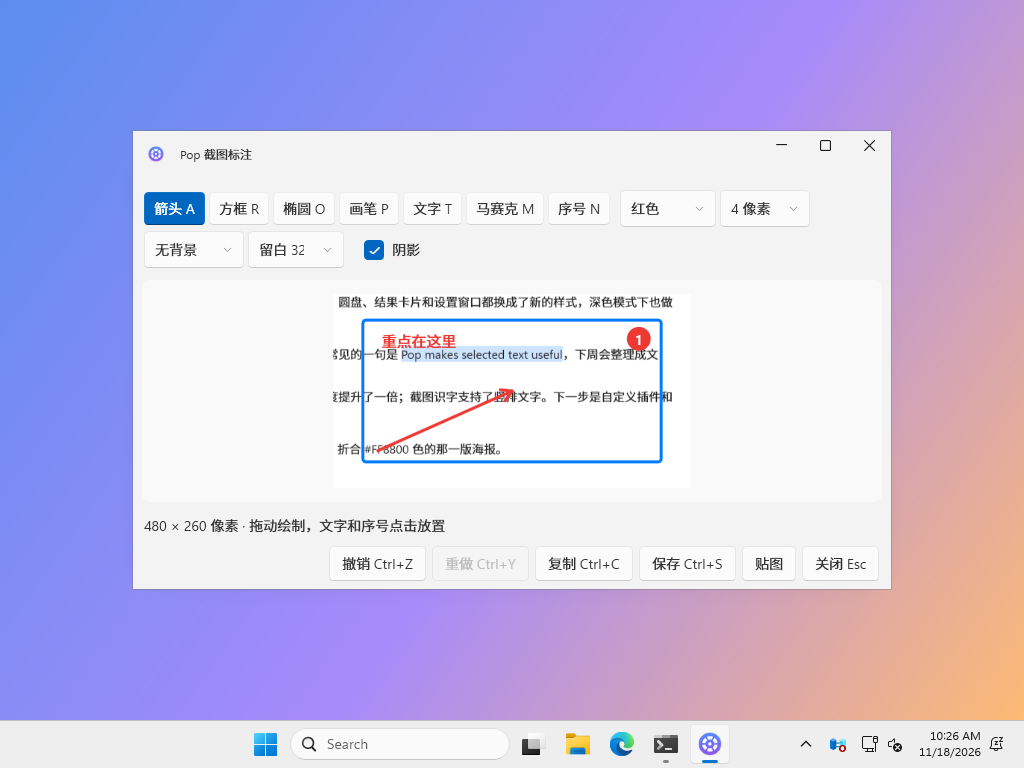 Pop 截图标注
箭头 A 方框 R 椭圆 O 画笔 P 文字 T 马赛克 M 序号 N 红色 4 像素
无背景 留白 32 阴影
圆盘、结果卡片和设置窗口都换成了新的样式，深色模式下也做
重点在这里
1
常见的一句是 Pop makes selected text useful，下周会整理成文
度提升了一倍；截图识字支持了竖排文字。下一步是自定义插件和
折合 #FF8800 色的那一版海报。
480 × 260 像素 · 拖动绘制，文字和序号点击放置
撤销 Ctrl+Z 重做 Ctrl+Y 复制 Ctrl+C 保存 Ctrl+S 贴图 关闭 Esc
Search
10:26 AM
11/18/2026